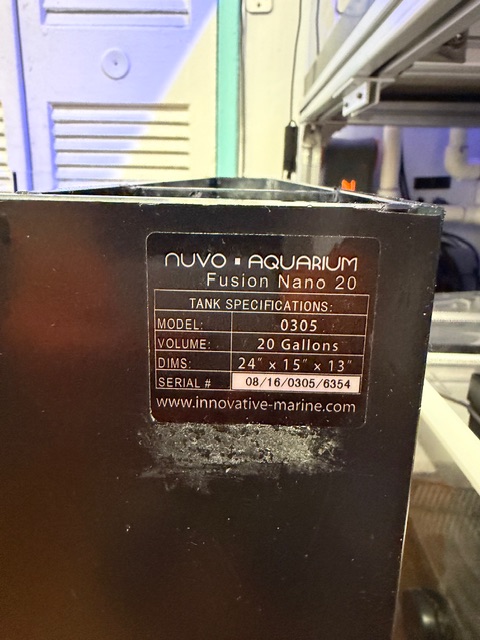 nuvo ▪ AQUARIUM
Fusion Nano 20
TANK SPECIFICATIONS:
MODEL: 0305
VOLUME: 20 Gallons
DIMS: 24" x 15" x 13"
SERIAL # 08/16/0305/6354
www.innovative-marine.com